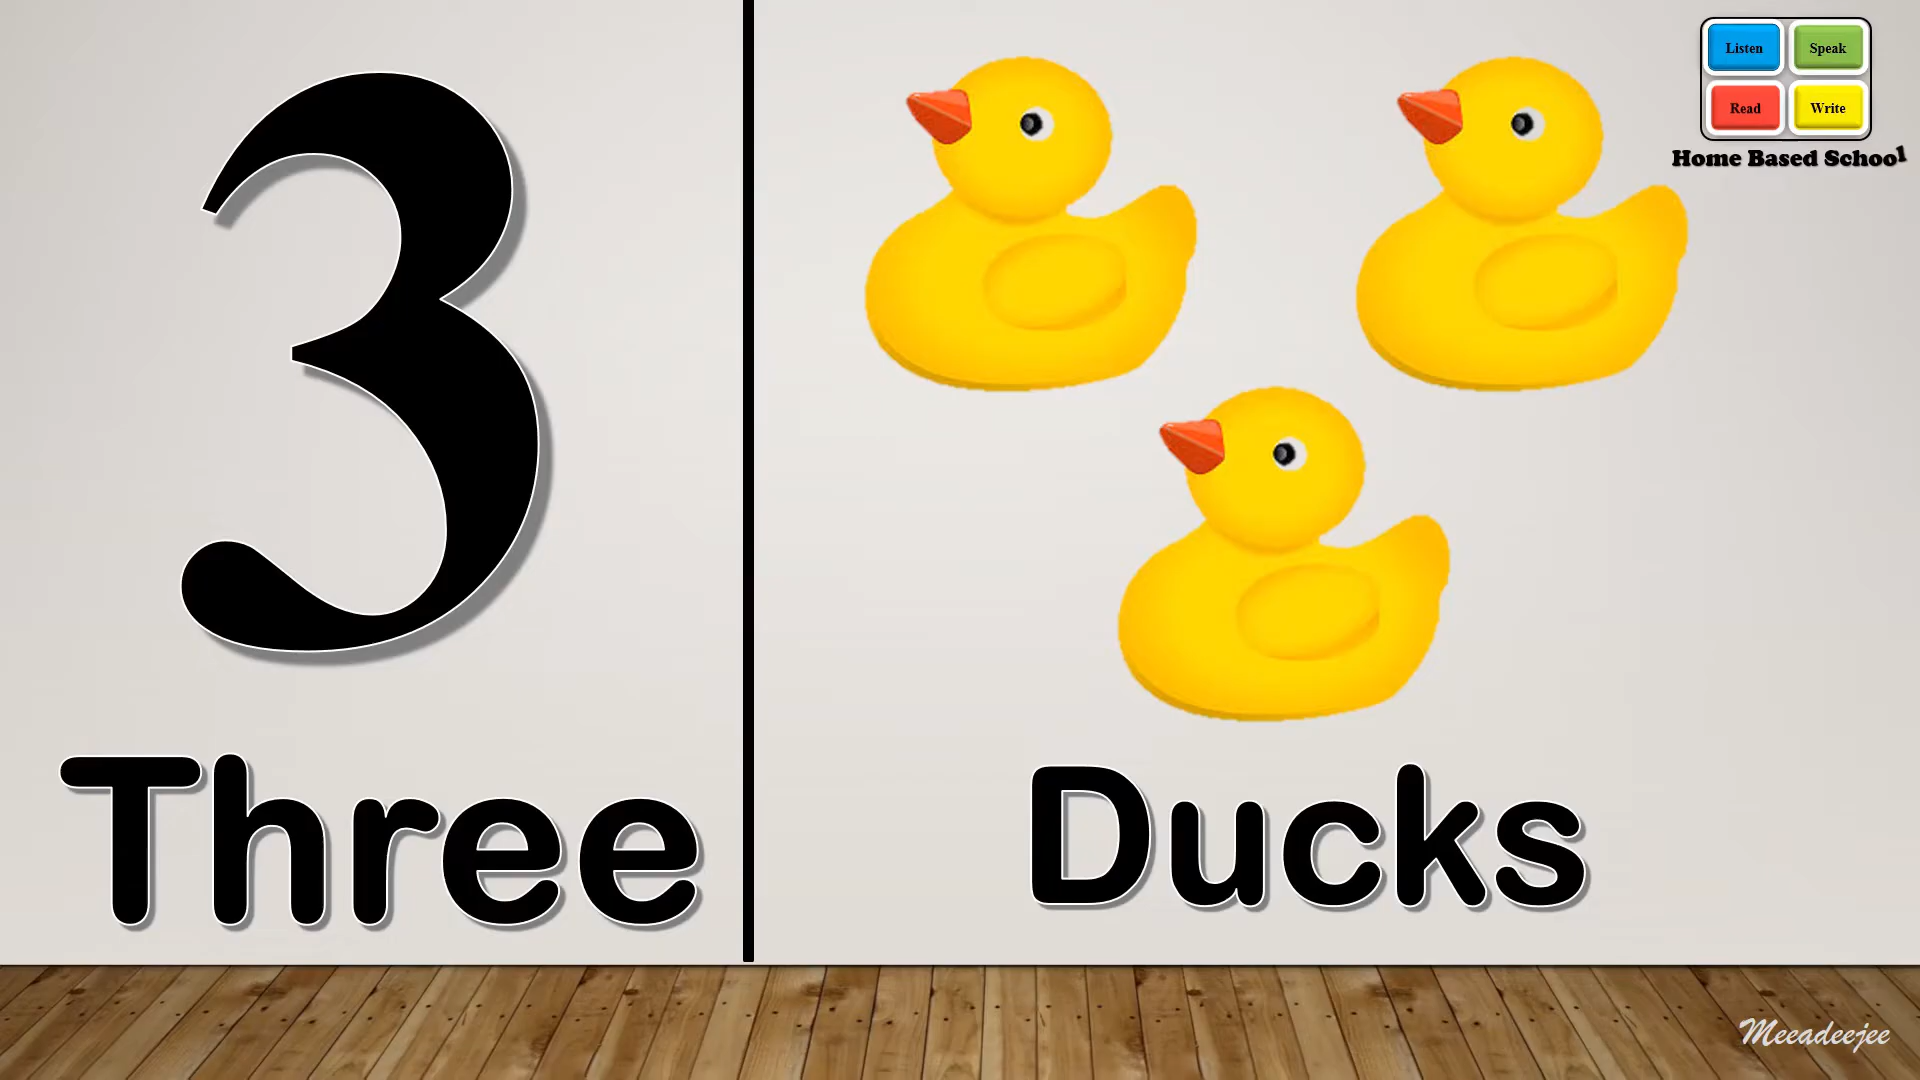 3
Three
Ducks
Listen
Speak
Read
Write
Home Based School
Meeadeejee